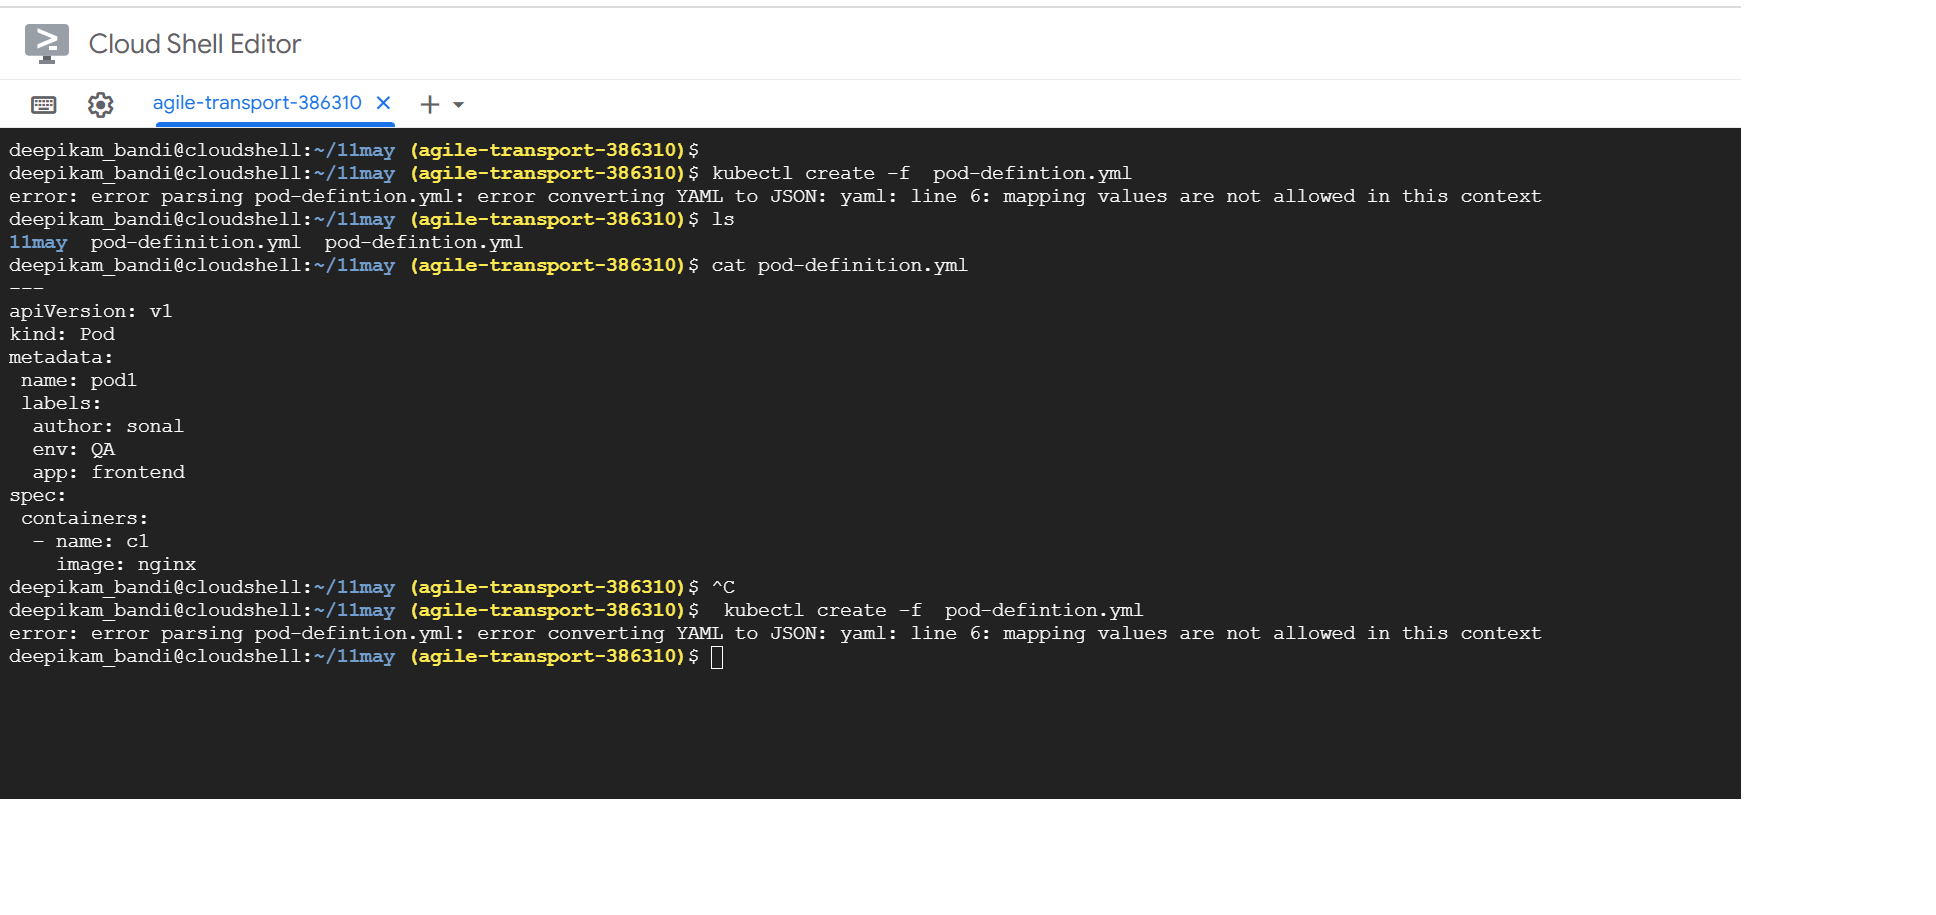 Cloud Shell Editor
agile-transport-386310
deepikam_bandi@cloudshell:~/11may (agile-transport-386310)$
deepikam_bandi@cloudshell:~/11may (agile-transport-386310)$ kubectl create -f  pod-defintion.yml
error: error parsing pod-defintion.yml: error converting YAML to JSON: yaml: line 6: mapping values are not allowed in this context
deepikam_bandi@cloudshell:~/11may (agile-transport-386310)$ ls
11may  pod-definition.yml  pod-defintion.yml
deepikam_bandi@cloudshell:~/11may (agile-transport-386310)$ cat pod-definition.yml
---
apiVersion: v1
kind: Pod
metadata:
 name: pod1
 labels:
  author: sonal
  env: QA
  app: frontend
spec:
 containers:
  - name: c1
    image: nginx
deepikam_bandi@cloudshell:~/11may (agile-transport-386310)$ ^C
deepikam_bandi@cloudshell:~/11may (agile-transport-386310)$  kubectl create -f  pod-defintion.yml
error: error parsing pod-defintion.yml: error converting YAML to JSON: yaml: line 6: mapping values are not allowed in this context
deepikam_bandi@cloudshell:~/11may (agile-transport-386310)$